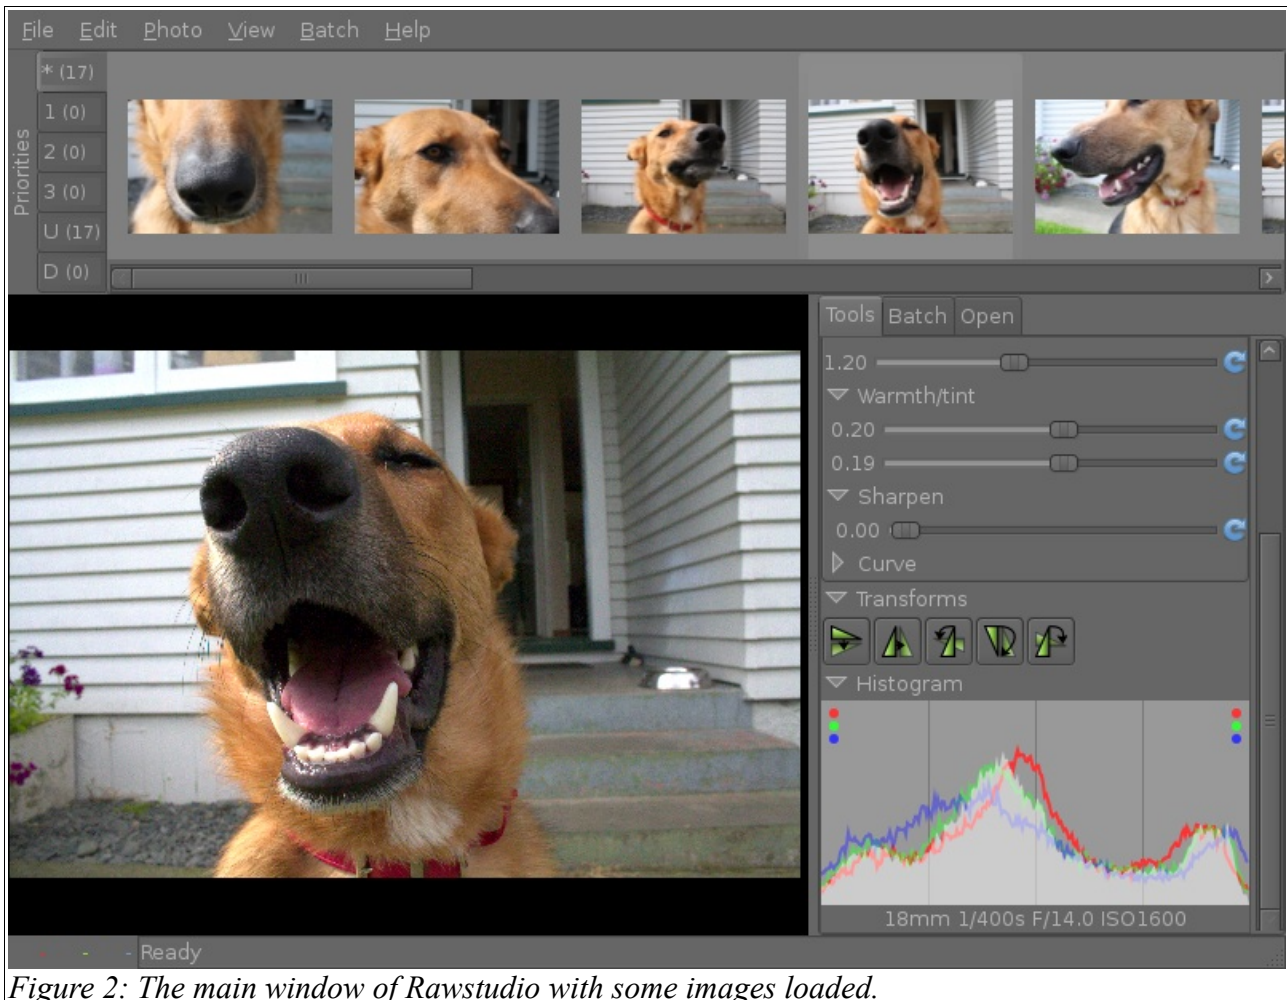 File Edit Photo View Batch Help
Priorities
* (17)
1 (0)
2 (0)
3 (0)
U (17)
D (0)
Tools Batch Open
1.20
Warmth/tint
0.20
0.19
Sharpen
0.00
Curve
Transforms
Histogram
18mm 1/400s F/14.0 ISO1600
- - - Ready
Figure 2: The main window of Rawstudio with some images loaded.